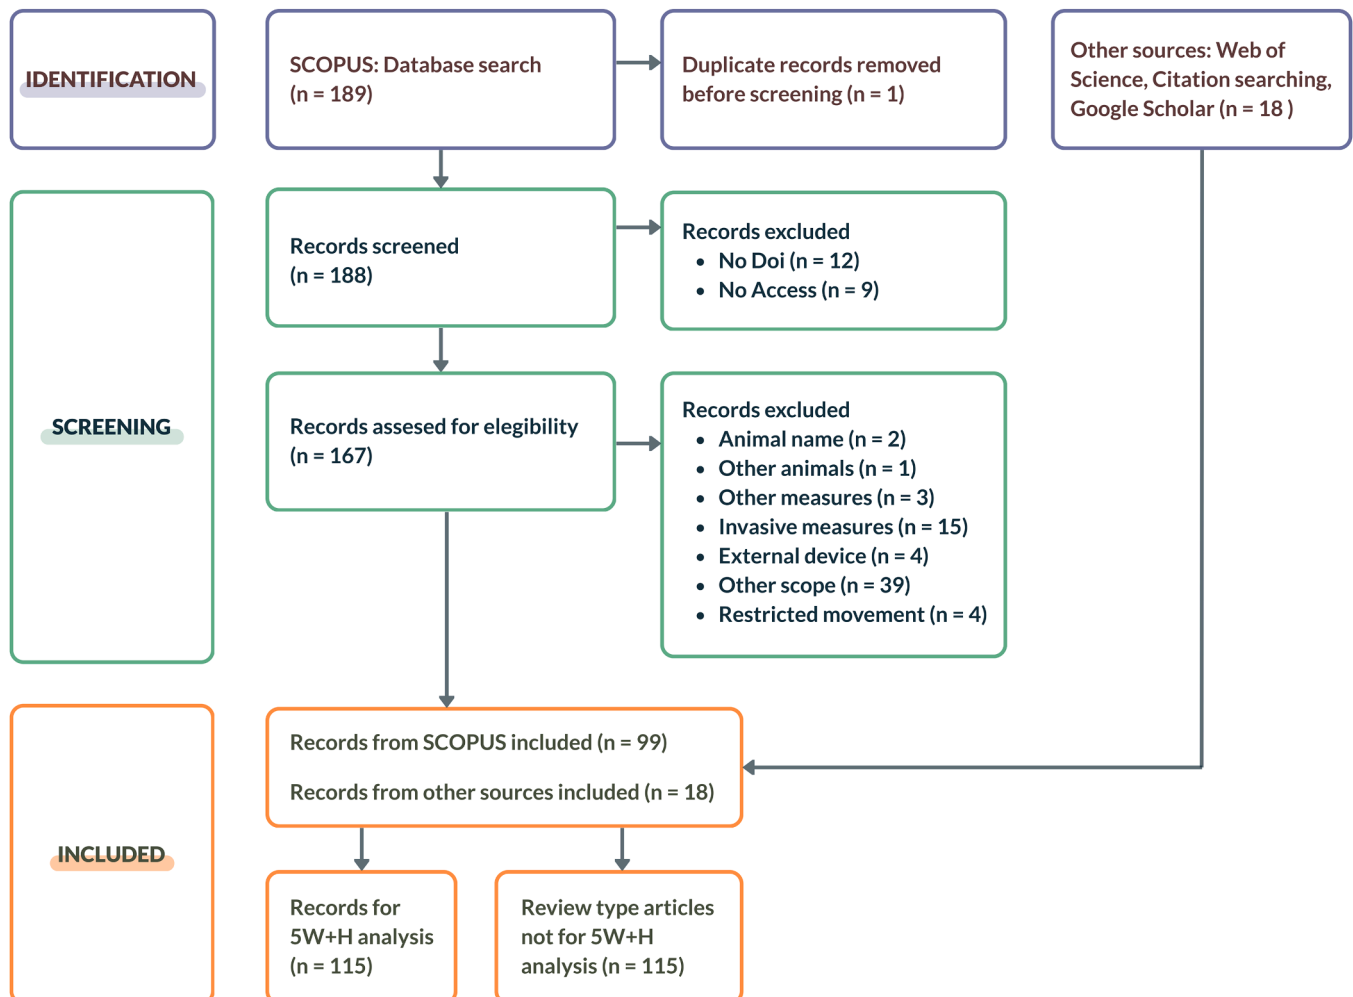 IDENTIFICATION
SCOPUS: Database search
(n = 189)
Duplicate records removed
before screening (n = 1)
Other sources: Web of
Science, Citation searching,
Google Scholar (n = 18 )
SCREENING
Records screened
(n = 188)
Records excluded
• No Doi (n = 12)
• No Access (n = 9)
Records assesed for elegibility
(n = 167)
Records excluded
• Animal name (n = 2)
• Other animals (n = 1)
• Other measures (n = 3)
• Invasive measures (n = 15)
• External device (n = 4)
• Other scope (n = 39)
• Restricted movement (n = 4)
INCLUDED
Records from SCOPUS included (n = 99)
Records from other sources included (n = 18)
Records for
5W+H analysis
(n = 115)
Review type articles
not for 5W+H
analysis (n = 115)